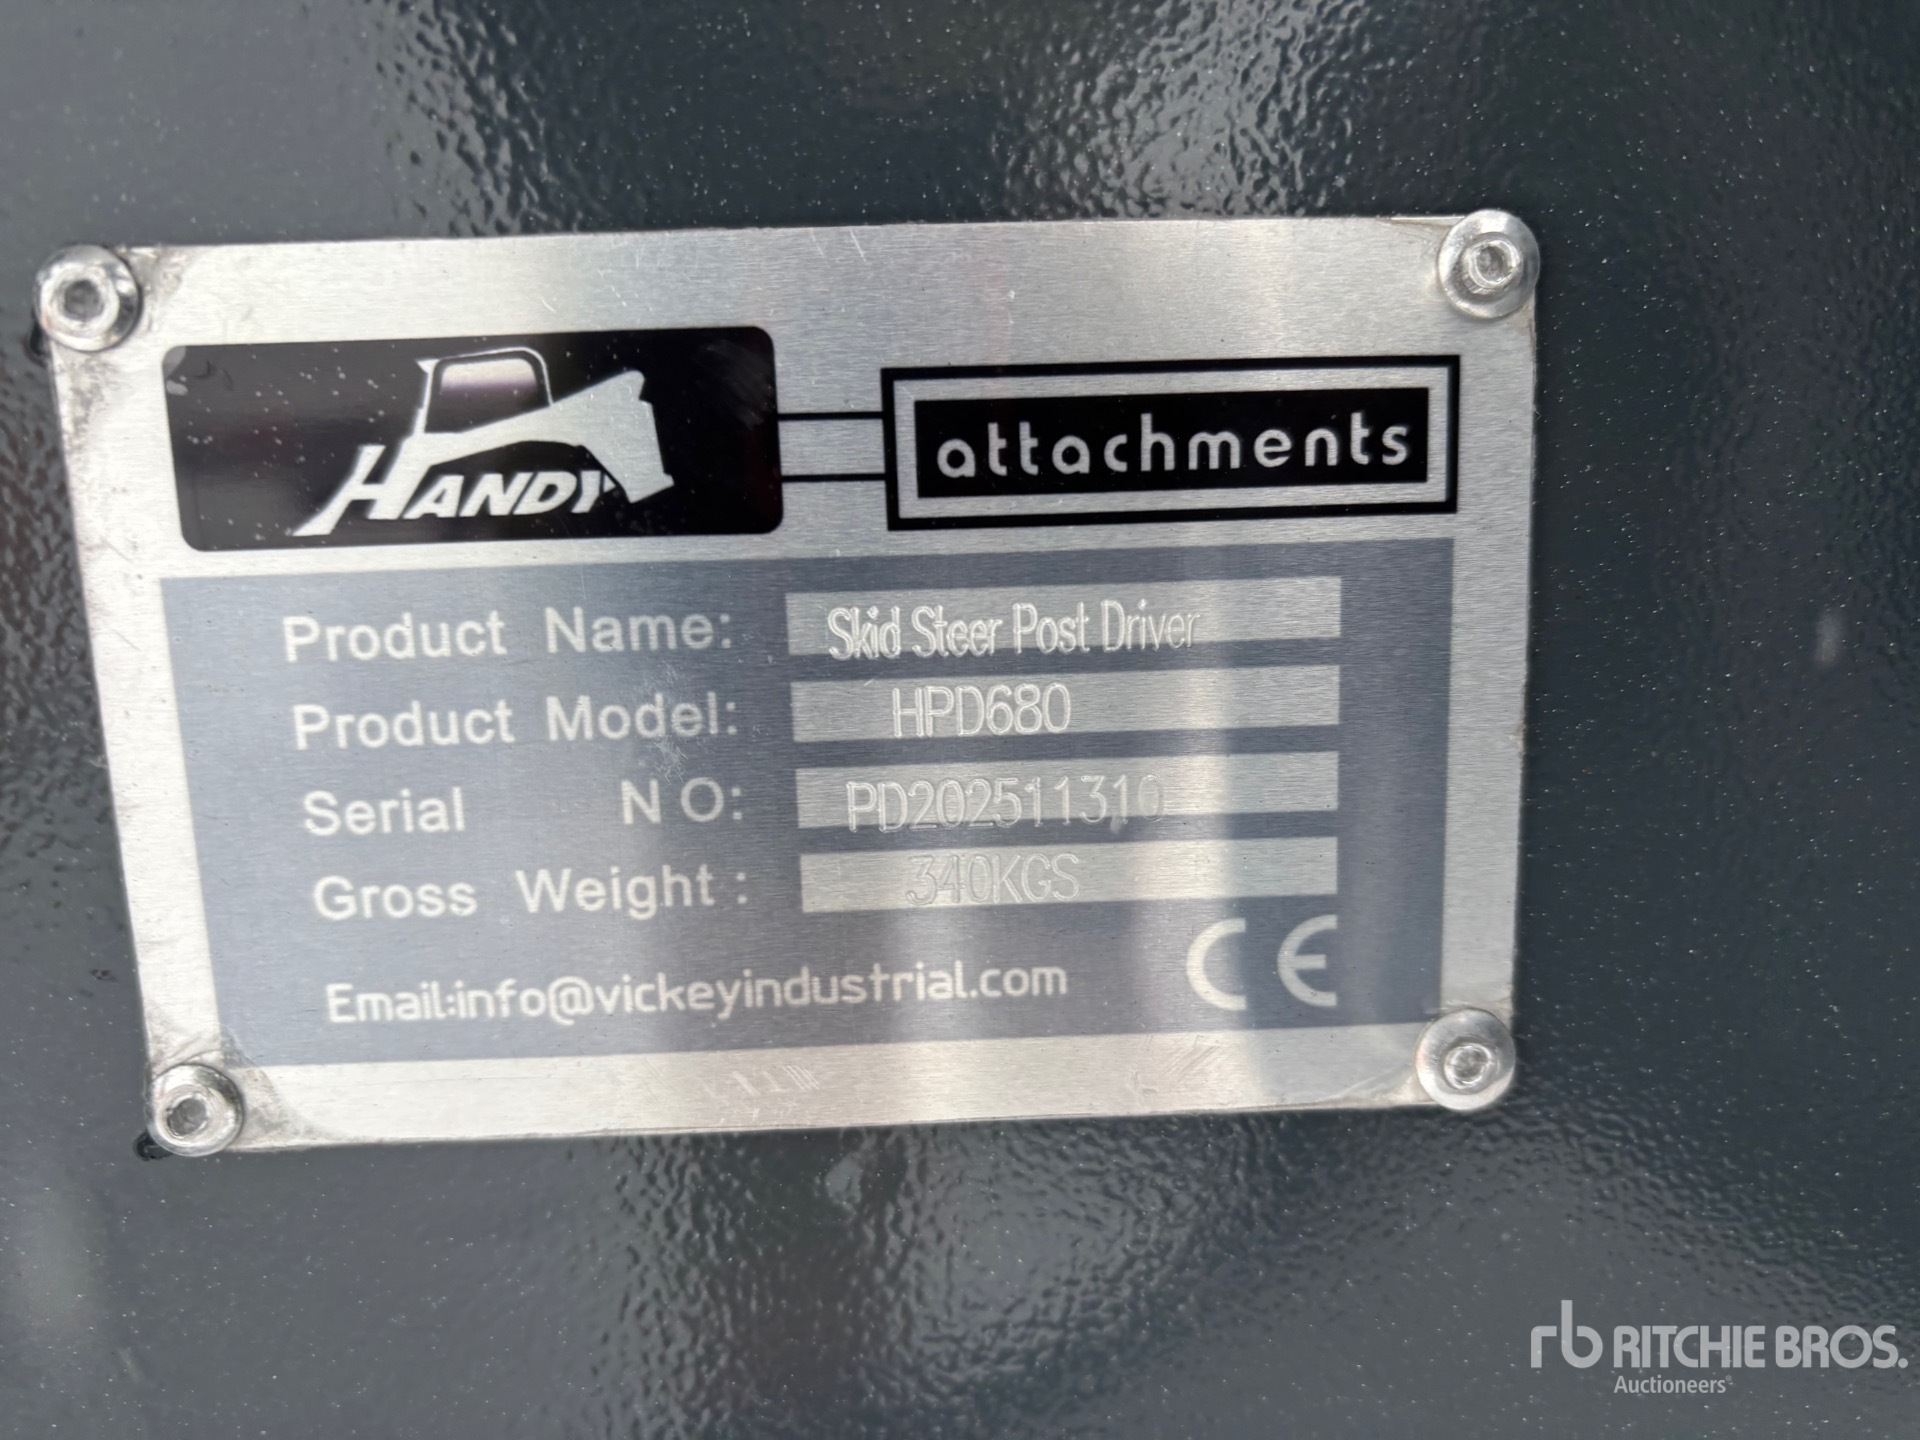 HANDY
attachments
Product Name: Skid Steer Post Driver
Product Model: HPD680
Serial NO: PD202511310
Gross Weight: 340KGS
Email:info@vickeyindustrial.com
CE
rb RITCHIE BROS.
Auctioneers